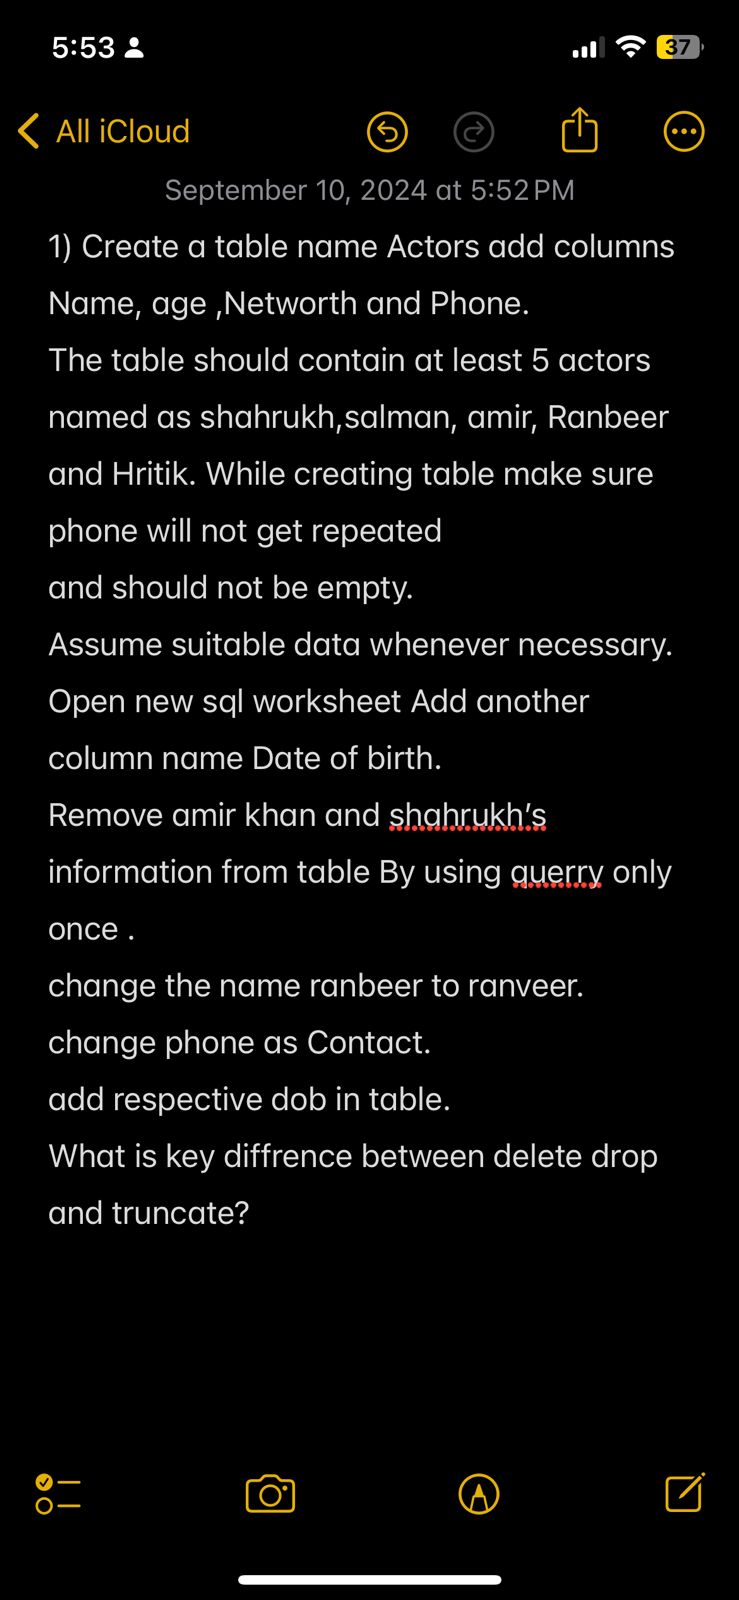 5:53
37
All iCloud
September 10, 2024 at 5:52 PM
1) Create a table name Actors add columns
Name, age ,Networth and Phone.
The table should contain at least 5 actors
named as shahrukh,salman, amir, Ranbeer
and Hritik. While creating table make sure
phone will not get repeated
and should not be empty.
Assume suitable data whenever necessary.
Open new sql worksheet Add another
column name Date of birth.
Remove amir khan and shahrukh's
information from table By using querry only
once .
change the name ranbeer to ranveer.
change phone as Contact.
add respective dob in table.
What is key diffrence between delete drop
and truncate?